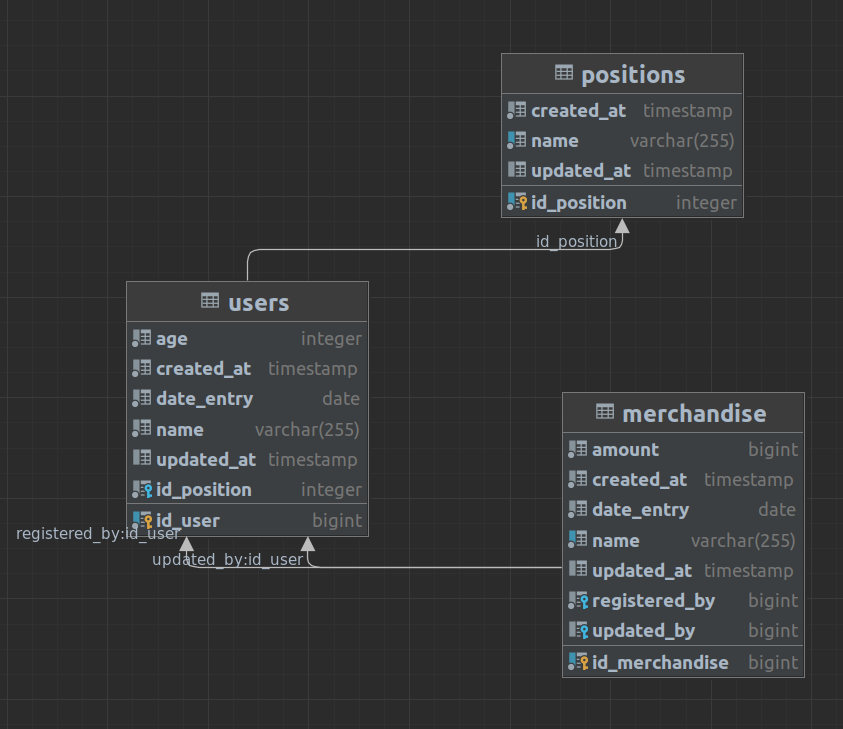 positions
created_at timestamp
name varchar(255)
updated_at timestamp
id_position integer
id_position
users
age integer
created_at timestamp
date_entry date
name varchar(255)
updated_at timestamp
id_position integer
id_user bigint
registered_by:id_user
updated_by:id_user
merchandise
amount bigint
created_at timestamp
date_entry date
name varchar(255)
updated_at timestamp
registered_by bigint
updated_by bigint
id_merchandise bigint